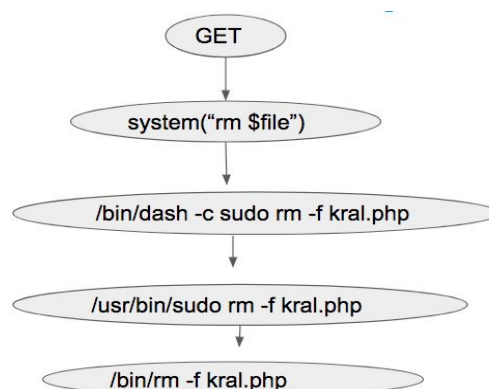 GET
system(“rm $file”)
/bin/dash -c sudo rm -f kral.php
/usr/bin/sudo rm -f kral.php
/bin/rm -f kral.php